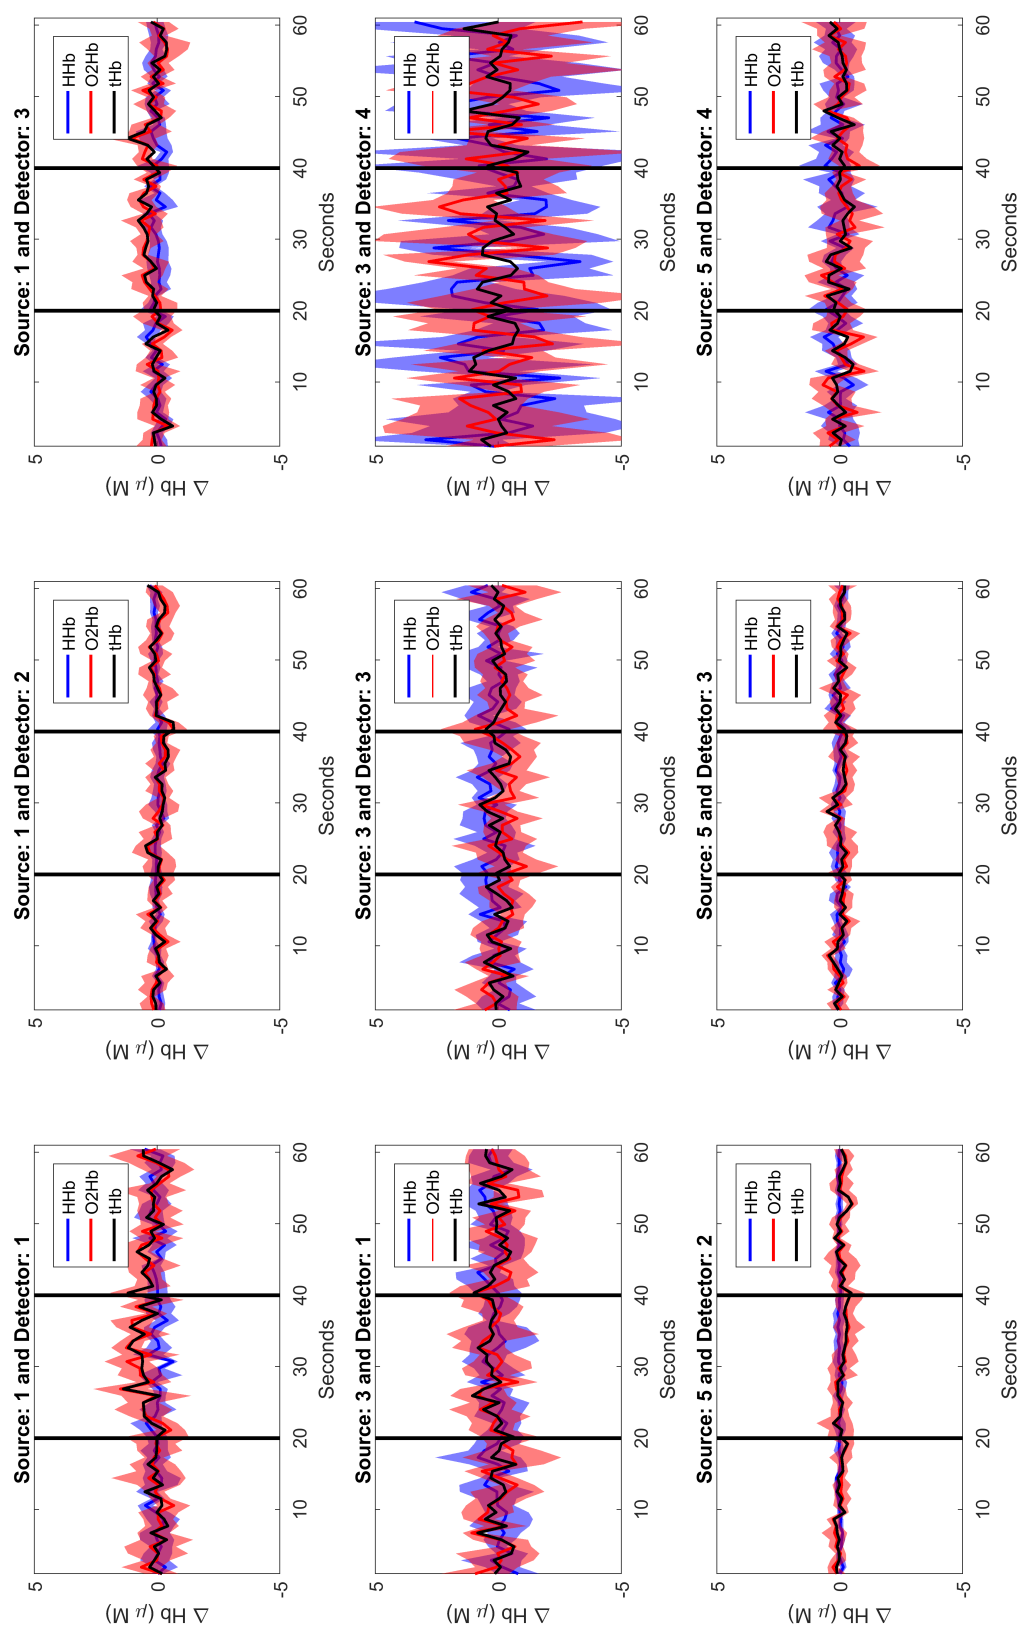 Source: 1 and Detector: 1
5
0
-5
Δ Hb (μ M)
HHb
O2Hb
tHb
10 20 30 40 50 60
Seconds
Source: 1 and Detector: 2
5
0
-5
Δ Hb (μ M)
HHb
O2Hb
tHb
10 20 30 40 50 60
Seconds
Source: 1 and Detector: 3
5
0
-5
Δ Hb (μ M)
HHb
O2Hb
tHb
10 20 30 40 50 60
Seconds
Source: 3 and Detector: 1
5
0
-5
Δ Hb (μ M)
HHb
O2Hb
tHb
10 20 30 40 50 60
Seconds
Source: 3 and Detector: 3
5
0
-5
Δ Hb (μ M)
HHb
O2Hb
tHb
10 20 30 40 50 60
Seconds
Source: 3 and Detector: 4
5
0
-5
Δ Hb (μ M)
HHb
O2Hb
tHb
10 20 30 40 50 60
Seconds
Source: 5 and Detector: 2
5
0
-5
Δ Hb (μ M)
HHb
O2Hb
tHb
10 20 30 40 50 60
Seconds
Source: 5 and Detector: 3
5
0
-5
Δ Hb (μ M)
HHb
O2Hb
tHb
10 20 30 40 50 60
Seconds
Source: 5 and Detector: 4
5
0
-5
Δ Hb (μ M)
HHb
O2Hb
tHb
10 20 30 40 50 60
Seconds